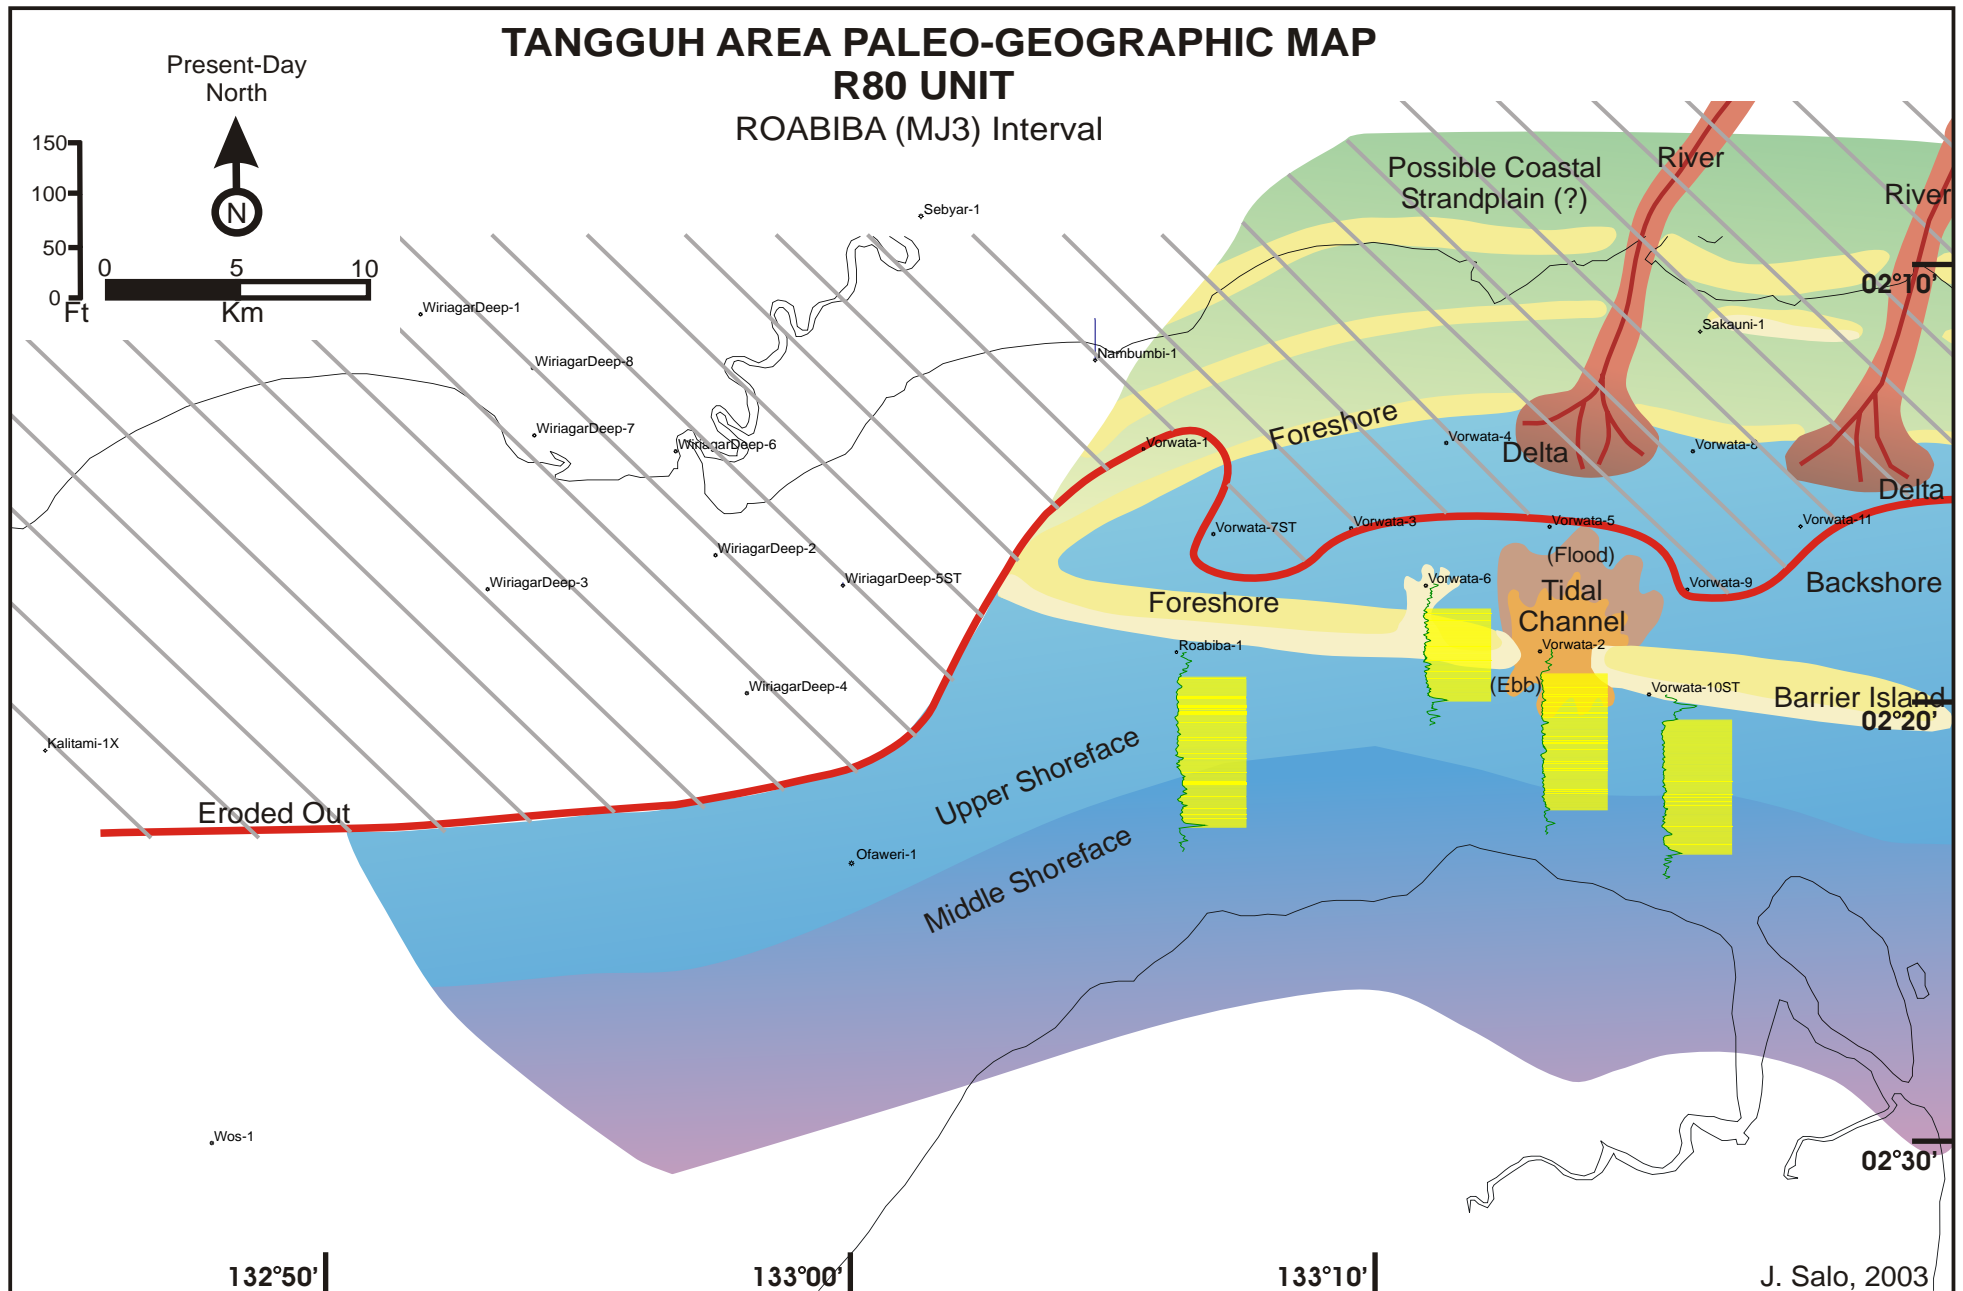 TANGGUH AREA PALEO-GEOGRAPHIC MAP
R80 UNIT
ROABIBA (MJ3) Interval
Present-Day
North
N
150
100
50
0
Ft
0 5 10
Km
Sebyar-1
WiriagarDeep-1
WiriagarDeep-8
WiriagarDeep-7
WiriagarDeep-6
Nambumbi-1
Possible Coastal
Strandplain (?)
River
River
02°10'
Sakauni-1
Foreshore
Vorwata-1
Vorwata-4
Delta
Vorwata-8
Delta
Vorwata-7ST
Vorwata-3
Vorwata-5
Vorwata-11
WiriagarDeep-2
WiriagarDeep-3
WiriagarDeep-5ST
(Flood)
Tidal
Channel
Vorwata-6
Vorwata-9
Backshore
Foreshore
Roabiba-1
Vorwata-2
(Ebb)
Vorwata-10ST
Barrier Island
02°20'
WiriagarDeep-4
Kalitami-1X
Eroded Out
Upper Shoreface
Ofaweri-1
Middle Shoreface
Wos-1
02°30'
132°50'
133°00'
133°10'
J. Salo, 2003